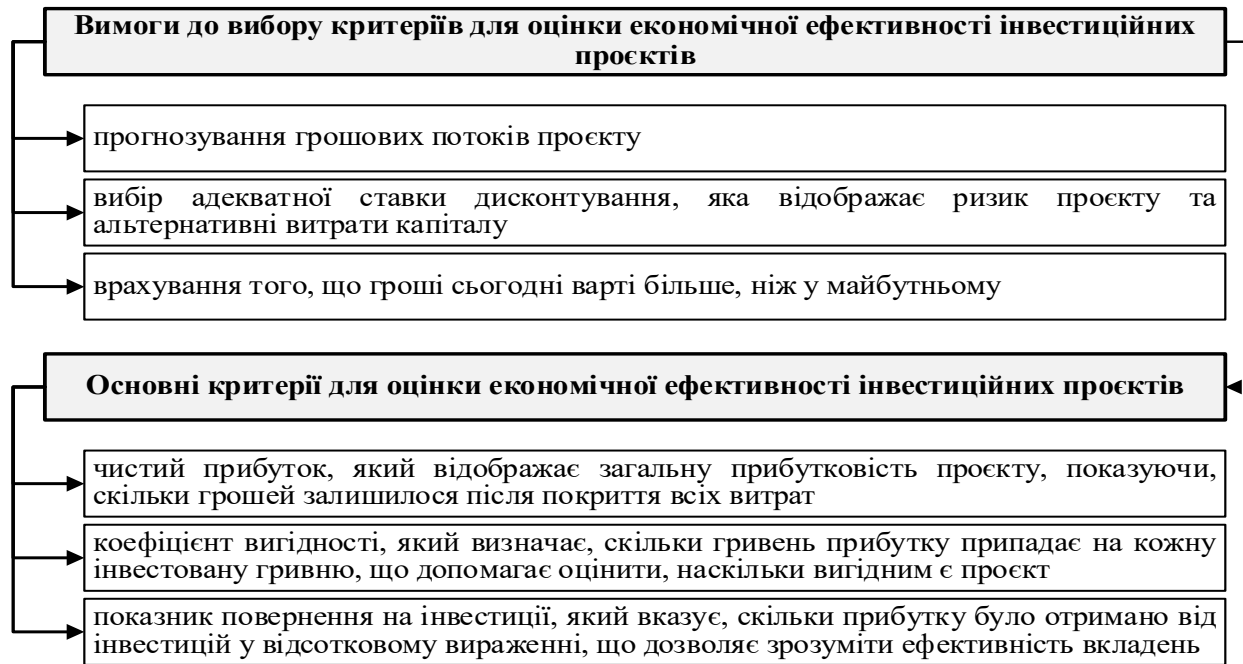 Вимоги до вибору критеріїв для оцінки економічної ефективності інвестиційних
проєктів
прогнозування грошових потоків проєкту
вибір адекватної ставки дисконтування, яка відображає ризик проєкту та
альтернативні витрати капіталу
врахування того, що гроші сьогодні варті більше, ніж у майбутньому
Основні критерії для оцінки економічної ефективності інвестиційних проєктів
чистий прибуток, який відображає загальну прибутковість проєкту, показуючи,
скільки грошей залишилося після покриття всіх витрат
коефіцієнт вигідності, який визначає, скільки гривень прибутку припадає на кожну
інвестовану гривню, що допомагає оцінити, наскільки вигідним є проєкт
показник повернення на інвестиції, який вказує, скільки прибутку було отримано від
інвестицій у відсотковому вираженні, що дозволяє зрозуміти ефективність вкладень